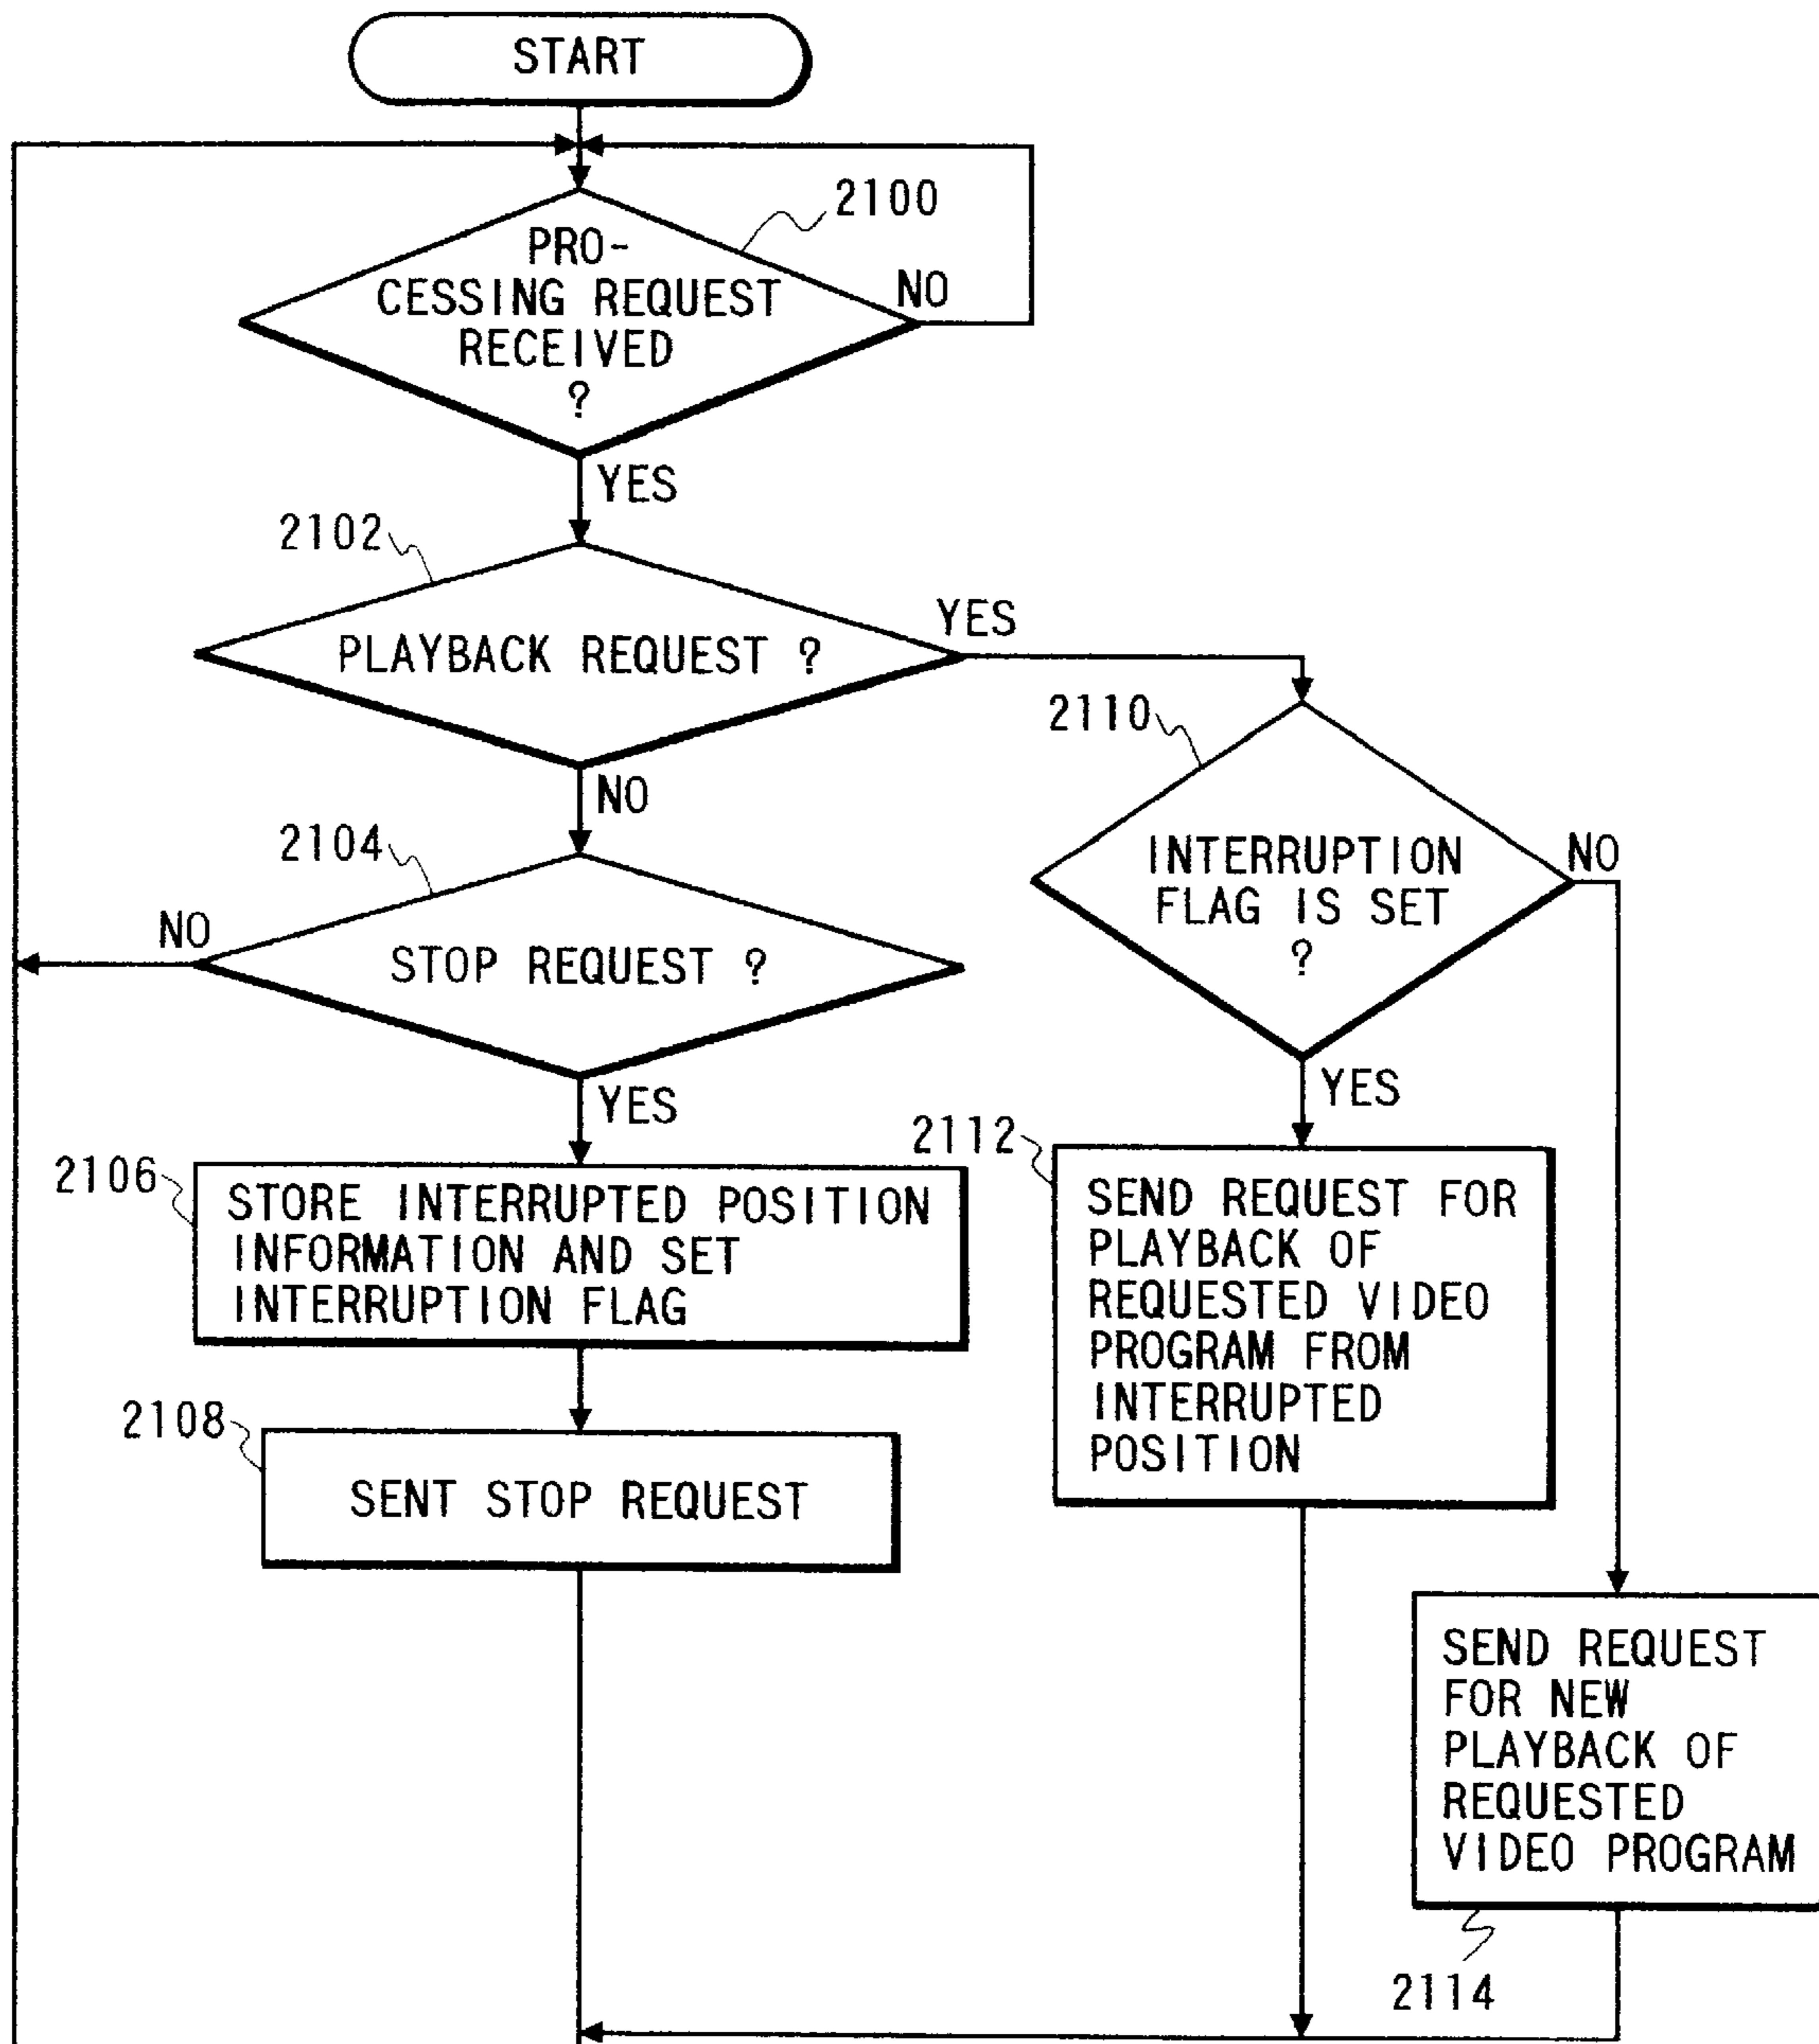 START
2100
PRO-
CESSING REQUEST
RECEIVED
?
NO
YES
2102
PLAYBACK REQUEST ?
YES
NO
2104
STOP REQUEST ?
NO
YES
2106
STORE INTERRUPTED POSITION
INFORMATION AND SET
INTERRUPTION FLAG
2108
SENT STOP REQUEST
2110
INTERRUPTION
FLAG IS SET
?
NO
YES
2112
SEND REQUEST FOR
PLAYBACK OF
REQUESTED VIDEO
PROGRAM FROM
INTERRUPTED
POSITION
SEND REQUEST
FOR NEW
PLAYBACK OF
REQUESTED
VIDEO PROGRAM
2114